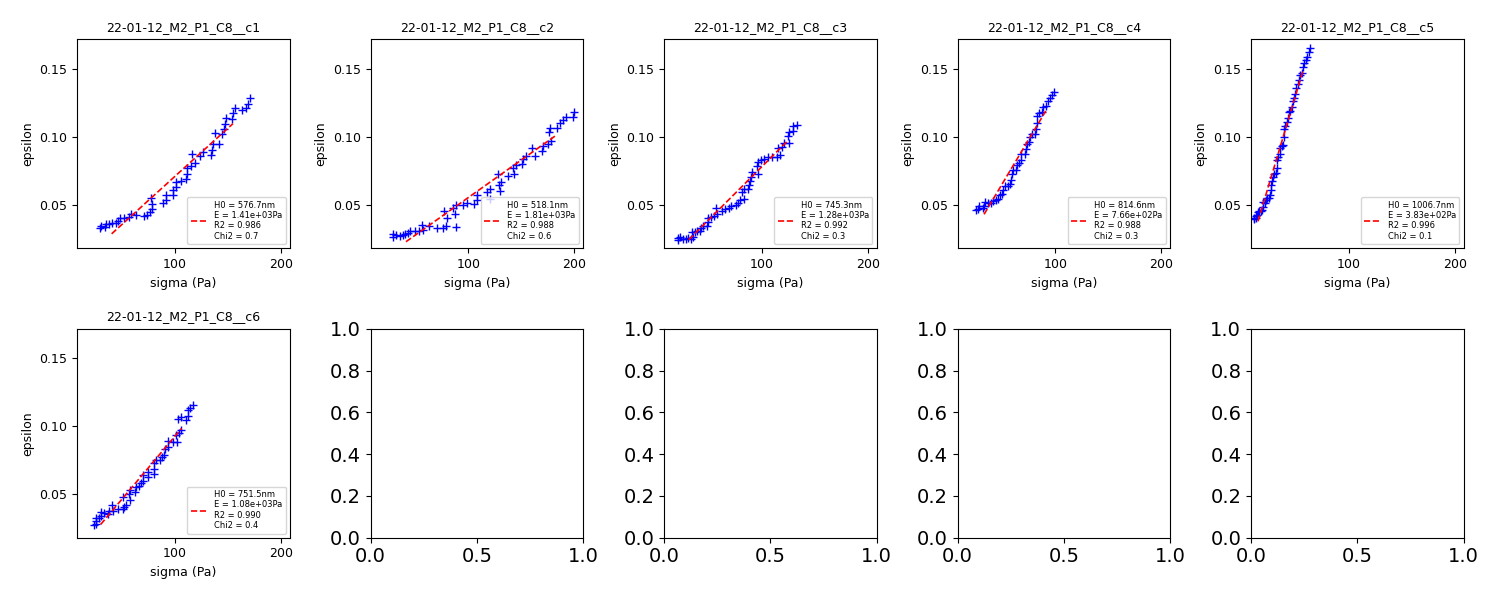 22-01-12_M2_P1_C8__c1
0.15
0.10
0.05
epsilon
100
200
sigma (Pa)
H0 = 576.7nm
E = 1.41e+03Pa
R2 = 0.986
Chi2 = 0.7
22-01-12_M2_P1_C8__c2
0.15
0.10
0.05
epsilon
100
200
sigma (Pa)
H0 = 518.1nm
E = 1.81e+03Pa
R2 = 0.988
Chi2 = 0.6
22-01-12_M2_P1_C8__c3
0.15
0.10
0.05
epsilon
100
200
sigma (Pa)
H0 = 745.3nm
E = 1.28e+03Pa
R2 = 0.992
Chi2 = 0.3
22-01-12_M2_P1_C8__c4
0.15
0.10
0.05
epsilon
100
200
sigma (Pa)
H0 = 814.6nm
E = 7.66e+02Pa
R2 = 0.988
Chi2 = 0.3
22-01-12_M2_P1_C8__c5
0.15
0.10
0.05
epsilon
100
200
sigma (Pa)
H0 = 1006.7nm
E = 3.83e+02Pa
R2 = 0.996
Chi2 = 0.1
22-01-12_M2_P1_C8__c6
0.15
0.10
0.05
epsilon
100
200
sigma (Pa)
H0 = 751.5nm
E = 1.08e+03Pa
R2 = 0.990
Chi2 = 0.4
1.0
0.8
0.6
0.4
0.2
0.0
0.0
0.5
1.0
1.0
0.8
0.6
0.4
0.2
0.0
0.0
0.5
1.0
1.0
0.8
0.6
0.4
0.2
0.0
0.0
0.5
1.0
1.0
0.8
0.6
0.4
0.2
0.0
0.0
0.5
1.0